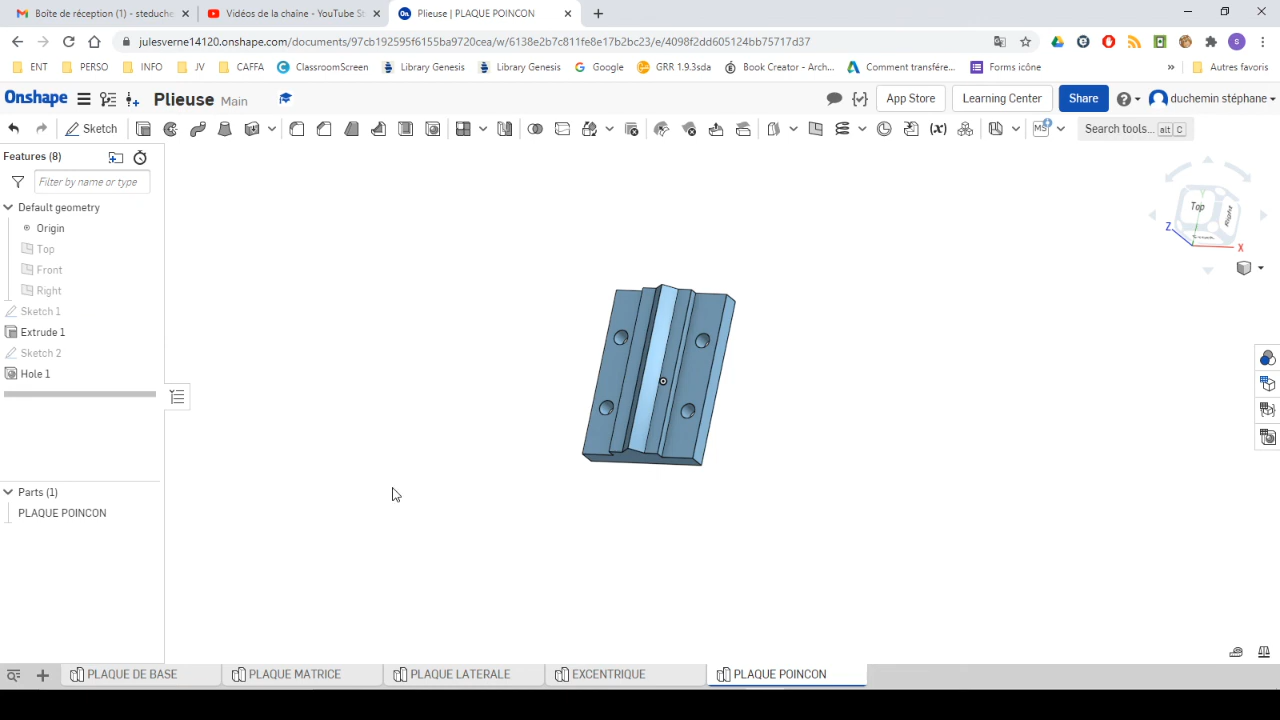 Boîte de réception (1) - steduche
Vidéos de la chaîne - YouTube St
Plieuse | PLAQUE POINCON
julesverne14120.onshape.com/documents/97cb192595f6155ba9720cea/w/6138e2b7c811fe8e17b2bc23/e/4098f2dd605124bb75717d37
ENT PERSO INFO JV CAFFA ClassroomScreen Library Genesis Library Genesis Google GRR 1.9.3sda Book Creator - Arch... Comment transfére... Forms icône » Autres favoris
Onshape Plieuse Main App Store Learning Center Share duchemin stéphane
Sketch Search tools... alt C
Features (8)
Filter by name or type
Default geometry
Origin
Top
Front
Right
Sketch 1
Extrude 1
Sketch 2
Hole 1
Parts (1)
PLAQUE POINCON
Top
Z
X
PLAQUE DE BASE PLAQUE MATRICE PLAQUE LATERALE EXCENTRIQUE PLAQUE POINCON